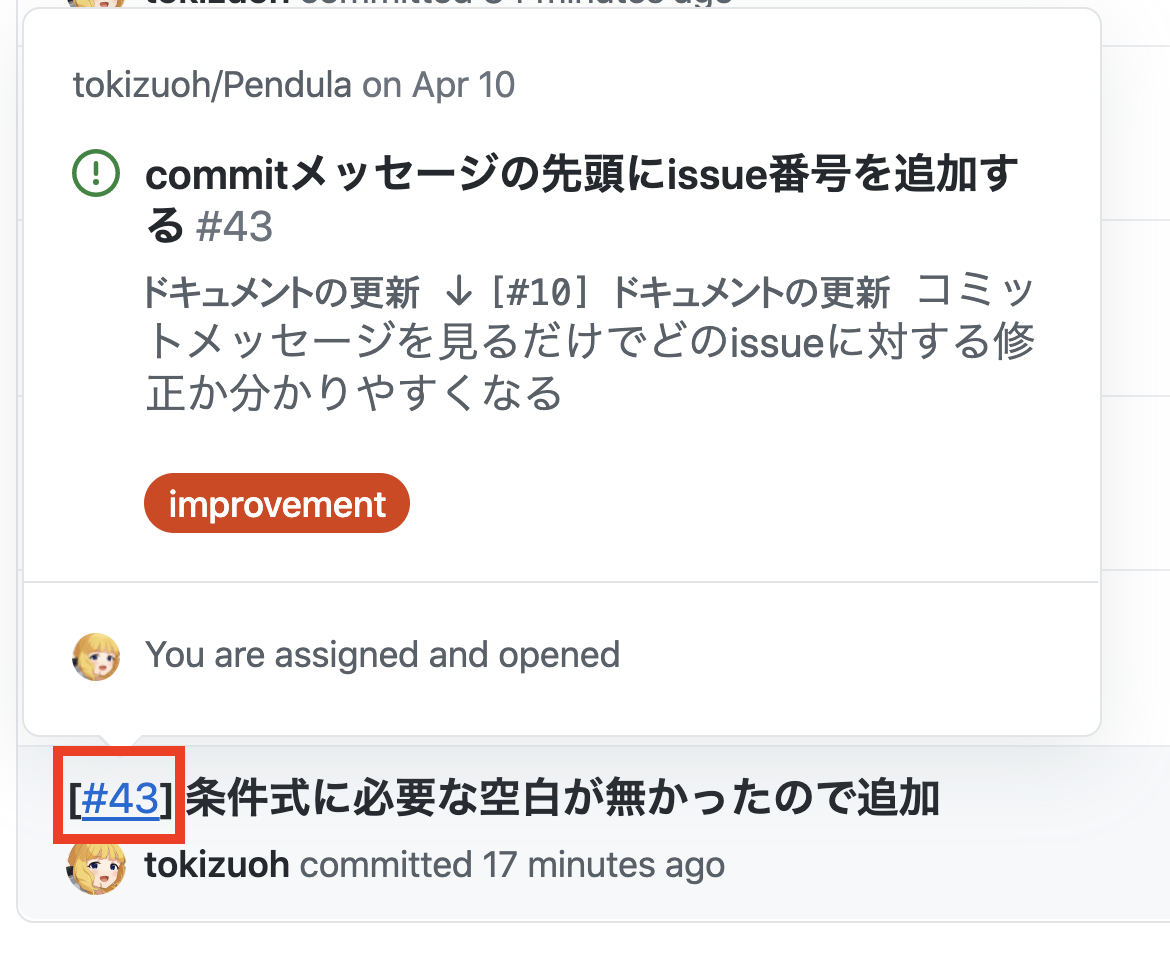 tokizuoh/Pendula on Apr 10
commitメッセージの先頭にissue番号を追加す
る #43
ドキュメントの更新 ↓ [#10] ドキュメントの更新 コミッ
トメッセージを見るだけでどのissueに対する修
正か分かりやすくなる
improvement
You are assigned and opened
[#43] 条件式に必要な空白が無かったので追加
tokizuoh committed 17 minutes ago